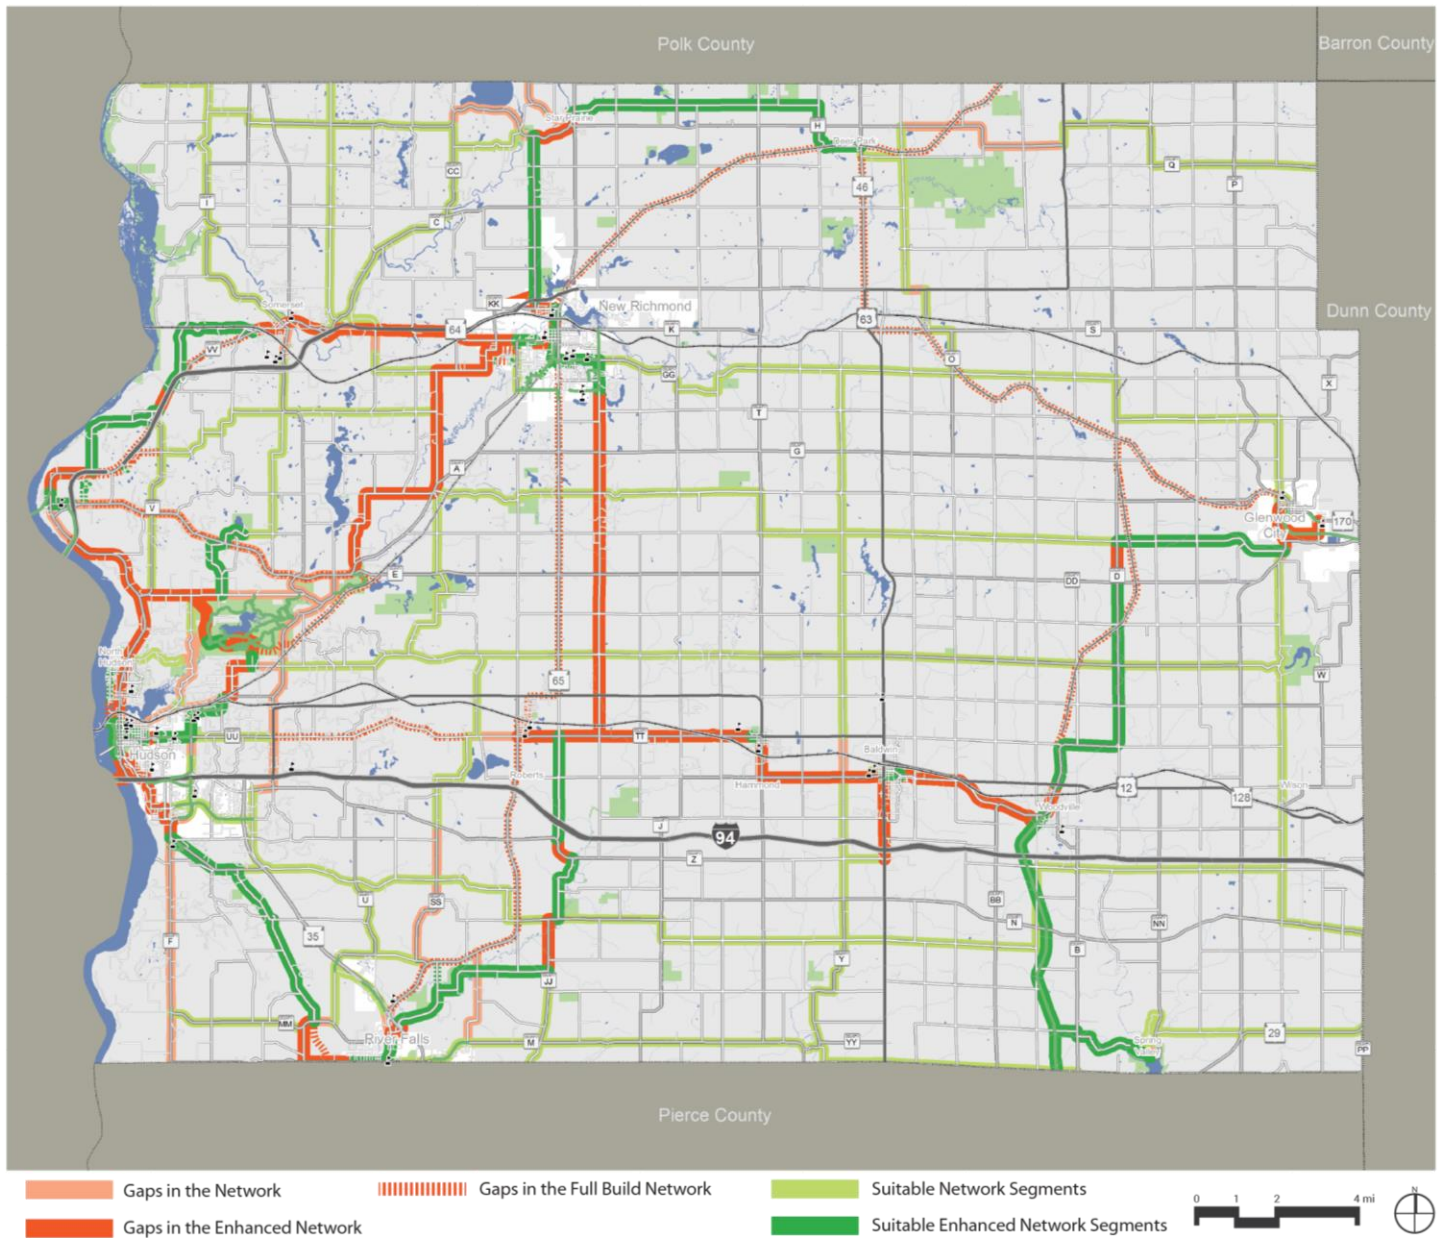 Polk County
Barron County
Star Prairie
H
Deer Park
CC
Q
P
46
I
C
Somerset
KK
New Richmond
Dunn County
64
K
63
S
VV
O
GG
X
T
G
A
V
Glenwood
City
170
E
DD
D
North
Hudson
W
65
UU
TT
Hudson
Baldwin
Roberts
Hammond
12
Wilson
128
Woodville
J
94
Z
U
SS
BB
N
NN
35
F
B
Y
JJ
MM
River Falls
M
YY
29
Spring
Valley
PP
Pierce County
Gaps in the Network
Gaps in the Full Build Network
Suitable Network Segments
0 1 2 4 mi
N
Gaps in the Enhanced Network
Suitable Enhanced Network Segments